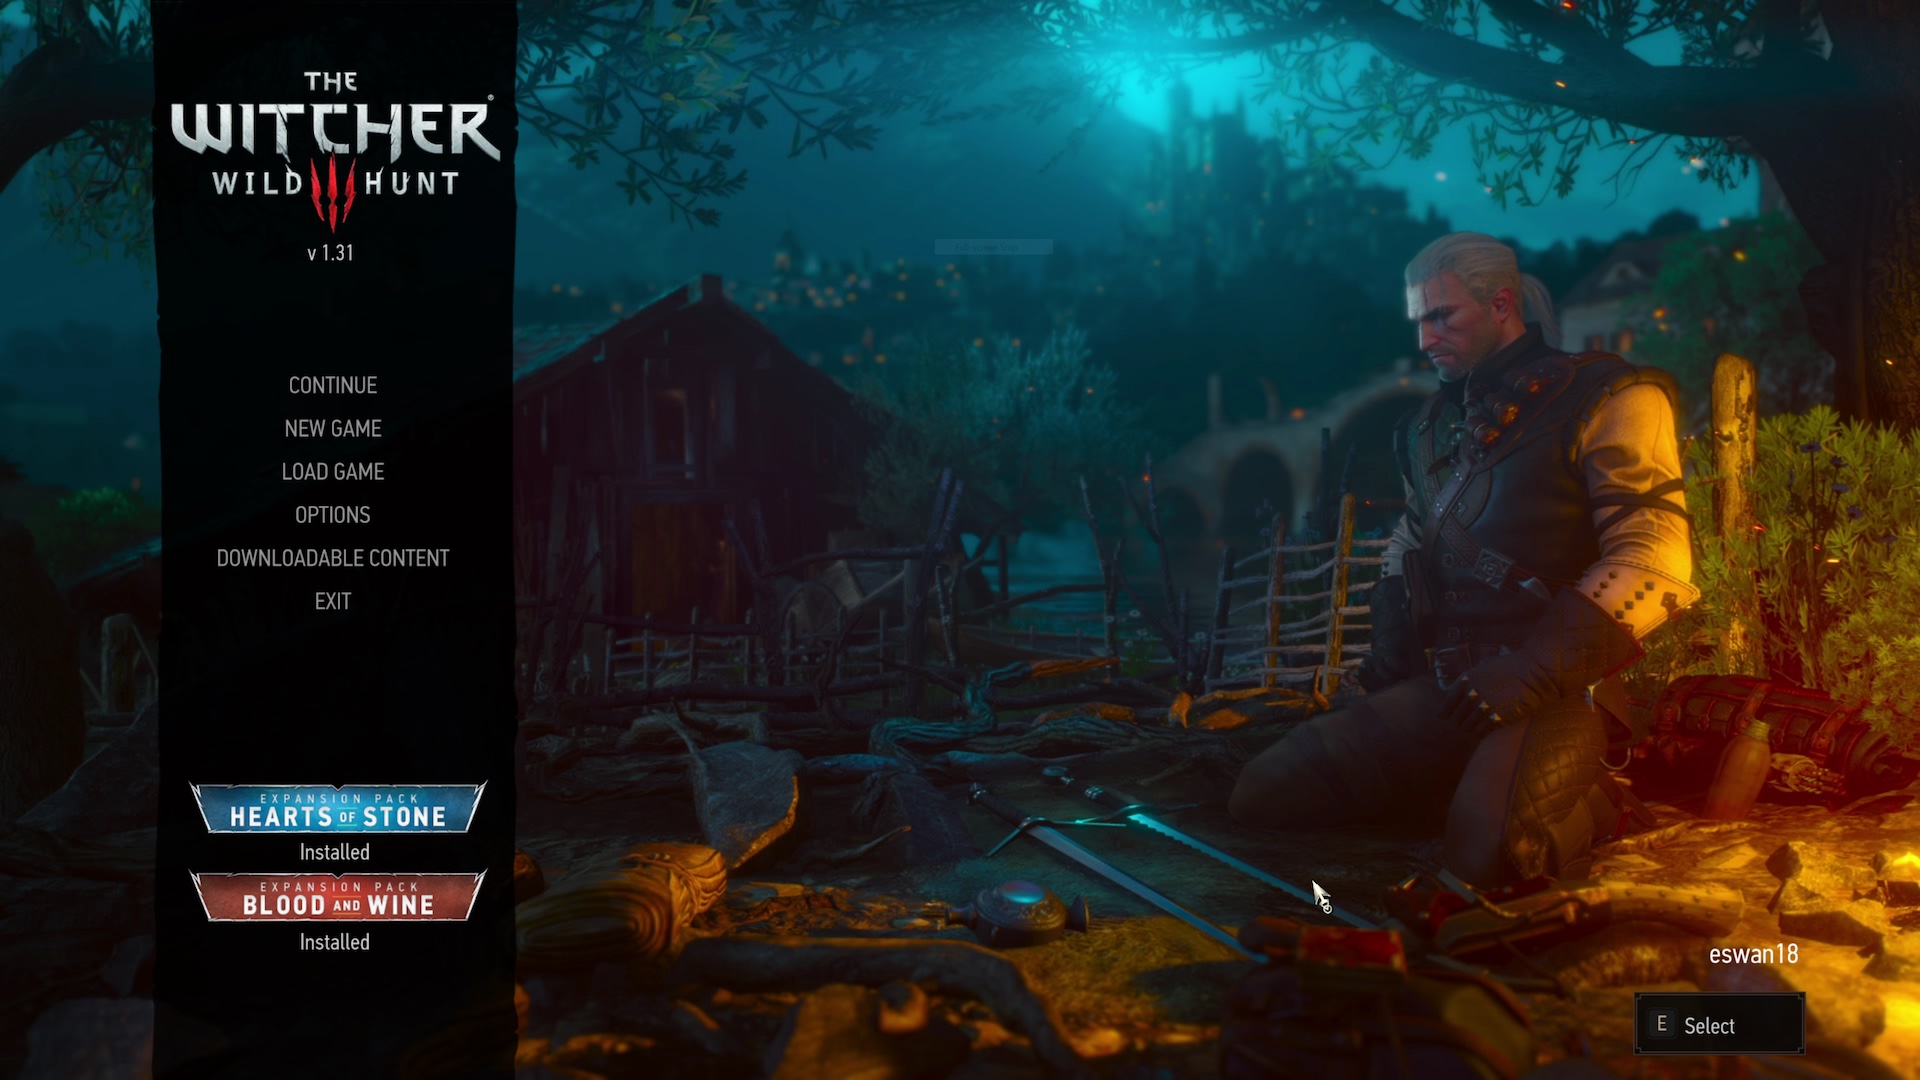 THE
WITCHER®
WILD HUNT
v 1.31
CONTINUE
NEW GAME
LOAD GAME
OPTIONS
DOWNLOADABLE CONTENT
EXIT
EXPANSION PACK
HEARTS OF STONE
Installed
EXPANSION PACK
BLOOD AND WINE
Installed
eswan18
E Select